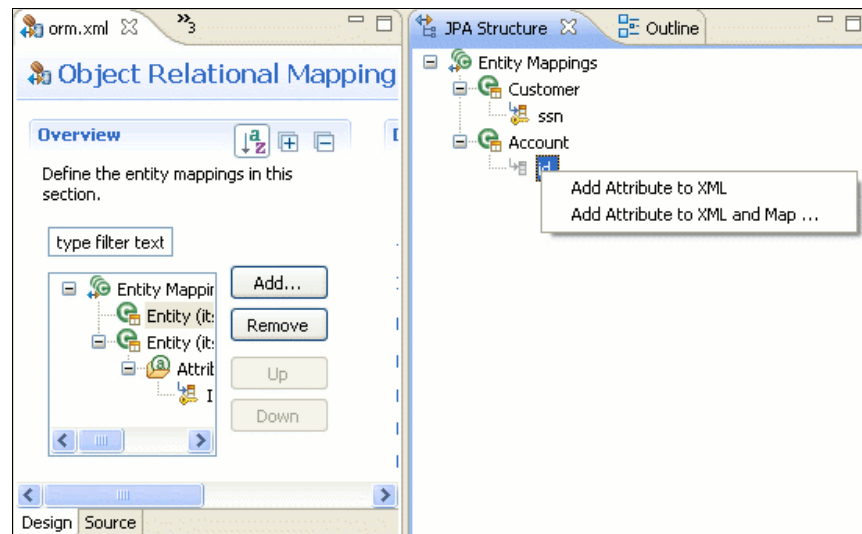 orm.xml
3
Object Relational Mapping
Overview
Define the entity mappings in this
section.
type filter text
Entity Mappir
Entity (it:
Entity (it:
Attrib
I
Add...
Remove
Up
Down
Design
Source
JPA Structure
Outline
Entity Mappings
Customer
ssn
Account
id
Add Attribute to XML
Add Attribute to XML and Map ...